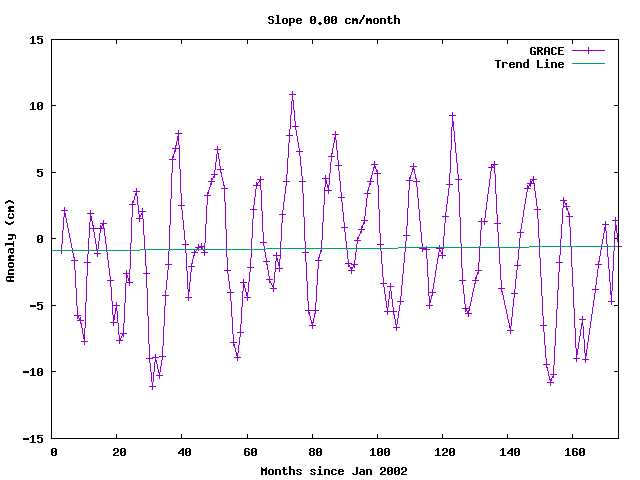 Slope 0.00 cm/month
15
GRACE
Trend Line
10
5
Anomaly (cm)
0
-5
-10
-15
0 20 40 60 80 100 120 140 160
Months since Jan 2002